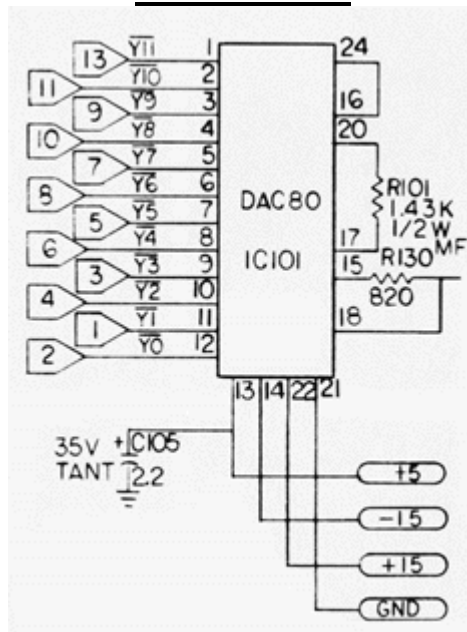 13 Y11 1
11 Y10 2
9 Y9 3
10 Y8 4
7 Y7 5
8 Y6 6
5 Y5 7
6 Y4 8
3 Y3 9
4 Y2 10
1 Y1 11
2 Y0 12
DAC80
IC101
24
16
20
17
15
18
R101
1.43K
1/2W
MF
R130
820
13 14 22 21
35V
TANT
+
C105
2.2
+5
-15
+15
GND